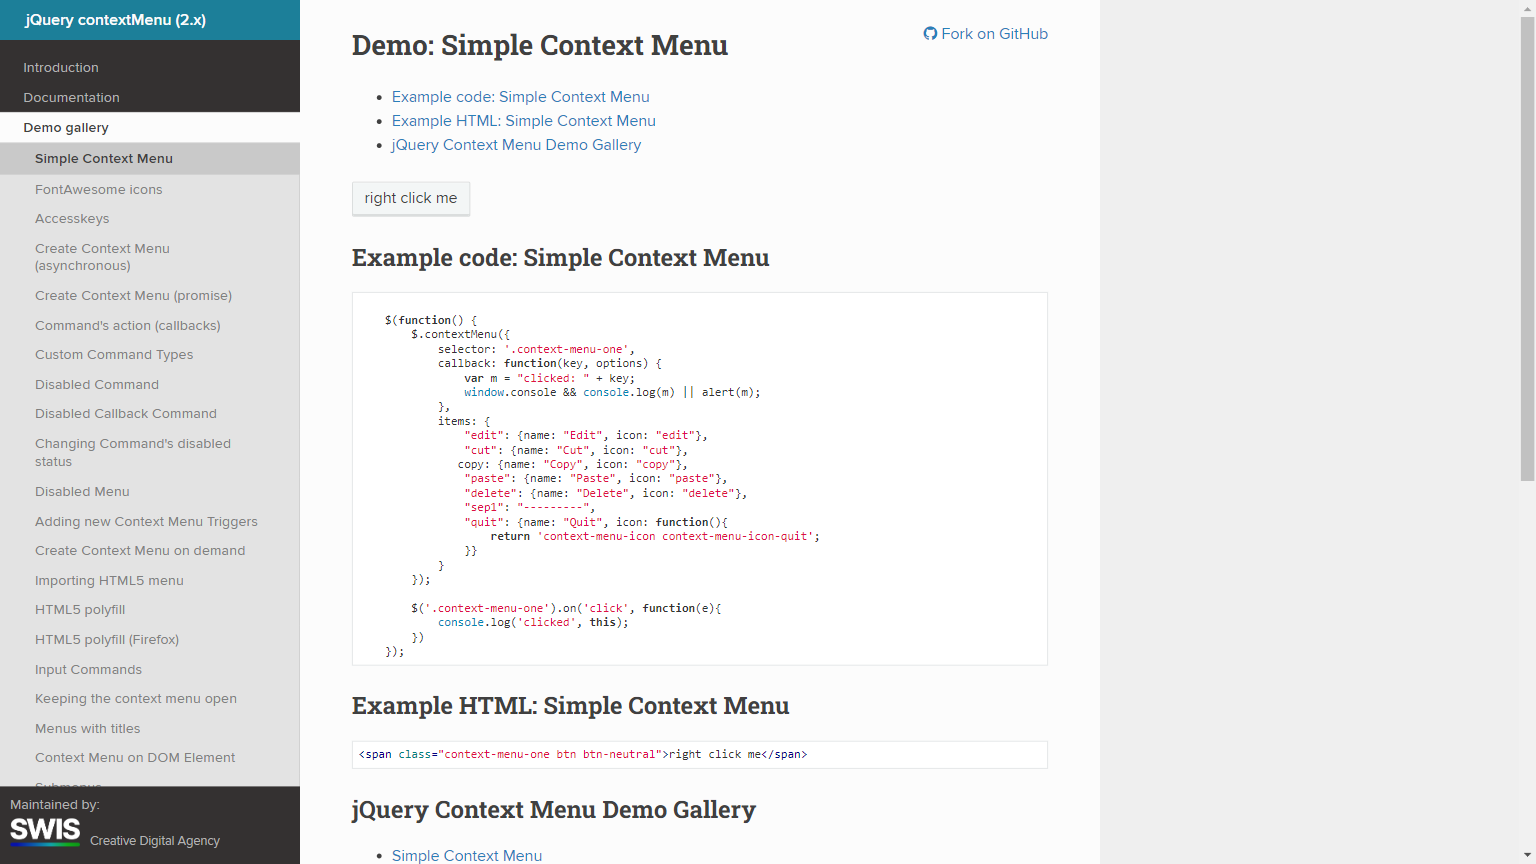 jQuery contextMenu (2.x)
Introduction
Documentation
Demo gallery
Simple Context Menu
FontAwesome icons
Accesskeys
Create Context Menu
(asynchronous)
Create Context Menu (promise)
Command's action (callbacks)
Custom Command Types
Disabled Command
Disabled Callback Command
Changing Command's disabled
status
Disabled Menu
Adding new Context Menu Triggers
Create Context Menu on demand
Importing HTML5 menu
HTML5 polyfill
HTML5 polyfill (Firefox)
Input Commands
Keeping the context menu open
Menus with titles
Context Menu on DOM Element
Maintained by:
SWIS Creative Digital Agency
Demo: Simple Context Menu
Fork on GitHub
Example code: Simple Context Menu
Example HTML: Simple Context Menu
jQuery Context Menu Demo Gallery
right click me
Example code: Simple Context Menu
$(function() {
$.contextMenu({
selector: '.context-menu-one',
callback: function(key, options) {
var m = "clicked: " + key;
window.console && console.log(m) || alert(m);
},
items: {
"edit": {name: "Edit", icon: "edit"},
"cut": {name: "Cut", icon: "cut"},
copy: {name: "Copy", icon: "copy"},
"paste": {name: "Paste", icon: "paste"},
"delete": {name: "Delete", icon: "delete"},
"sep1": "---------",
"quit": {name: "Quit", icon: function(){
return 'context-menu-icon context-menu-icon-quit';
}}
}
});
$('.context-menu-one').on('click', function(e){
console.log('clicked', this);
})
});
Example HTML: Simple Context Menu
<span class="context-menu-one btn btn-neutral">right click me</span>
jQuery Context Menu Demo Gallery
Simple Context Menu